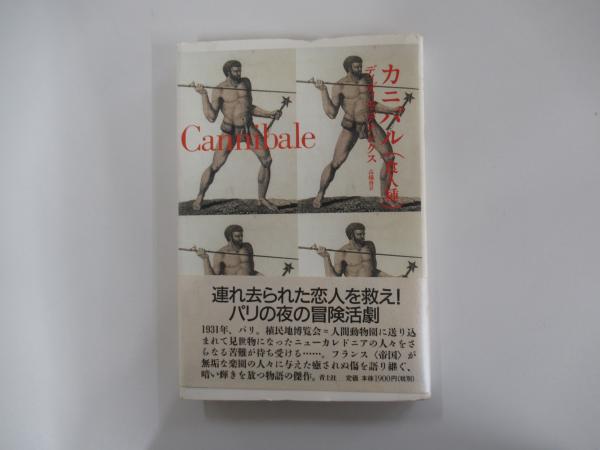 カニバル(食人種)
ディディエ・デナンクス
高橋啓訳
Cannibale
連れ去られた恋人を救え!
パリの夜の冒険活劇
1931年、パリ。植民地博覧会=人間動物園に送り込
まれて見世物になったニューカレドニアの人々をさ
らなる苦難が待ち受ける……。フランス〈帝国〉が
無垢な楽園の人々に与えた癒されぬ傷を語り継ぐ、
暗い輝きを放つ物語の傑作。青土社 定価 本体1900円(税別)